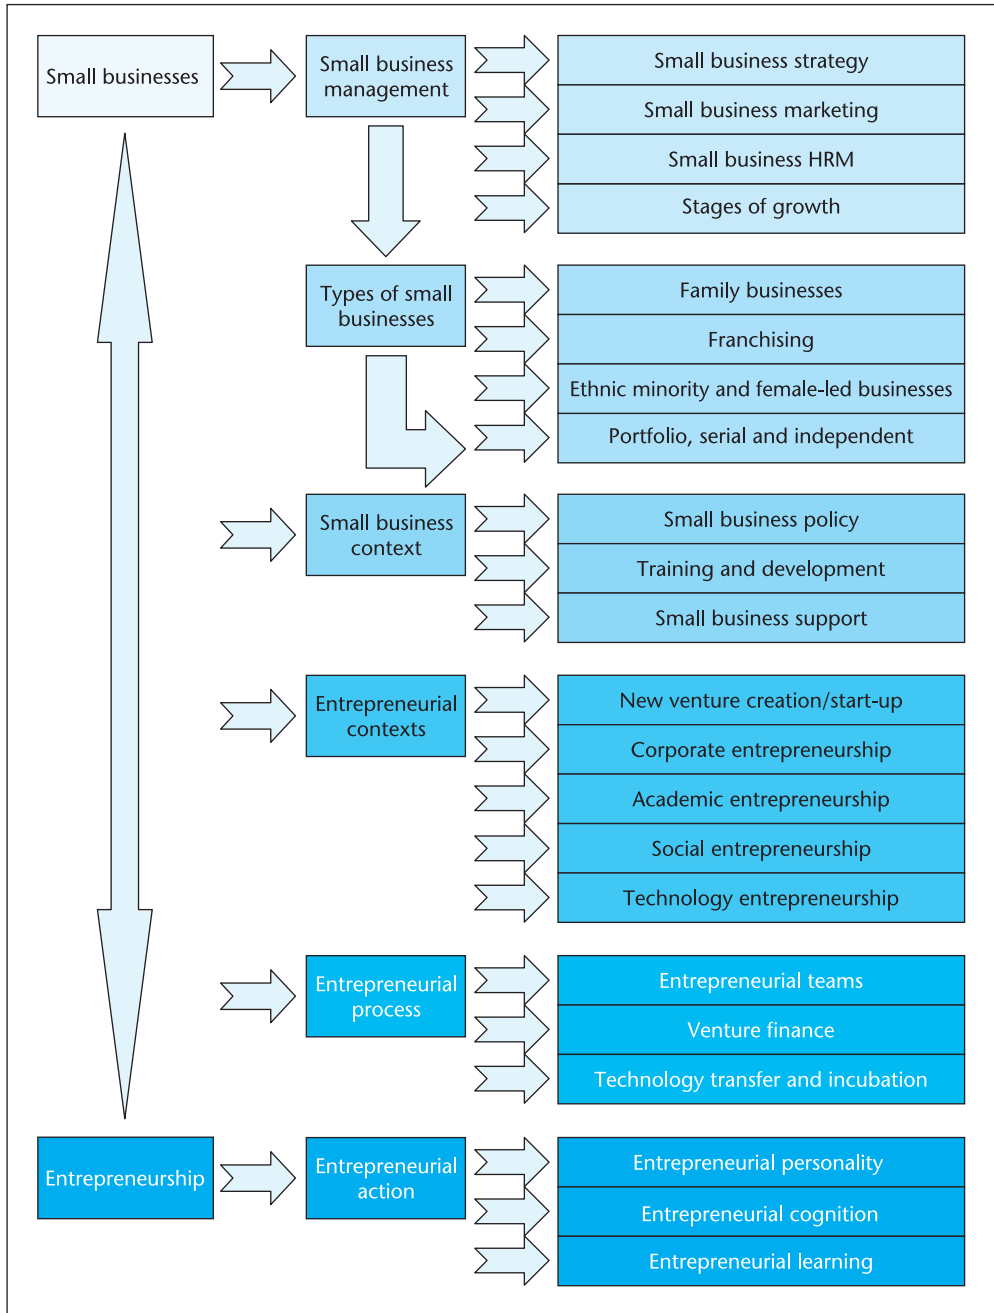 Small businesses
Small business
management
Small business strategy
Small business marketing
Small business HRM
Stages of growth
Types of small
businesses
Family businesses
Franchising
Ethnic minority and female-led businesses
Portfolio, serial and independent
Small business
context
Small business policy
Training and development
Small business support
Entrepreneurial
contexts
New venture creation/start-up
Corporate entrepreneurship
Academic entrepreneurship
Social entrepreneurship
Technology entrepreneurship
Entrepreneurial
process
Entrepreneurial teams
Venture finance
Technology transfer and incubation
Entrepreneurship
Entrepreneurial
action
Entrepreneurial personality
Entrepreneurial cognition
Entrepreneurial learning